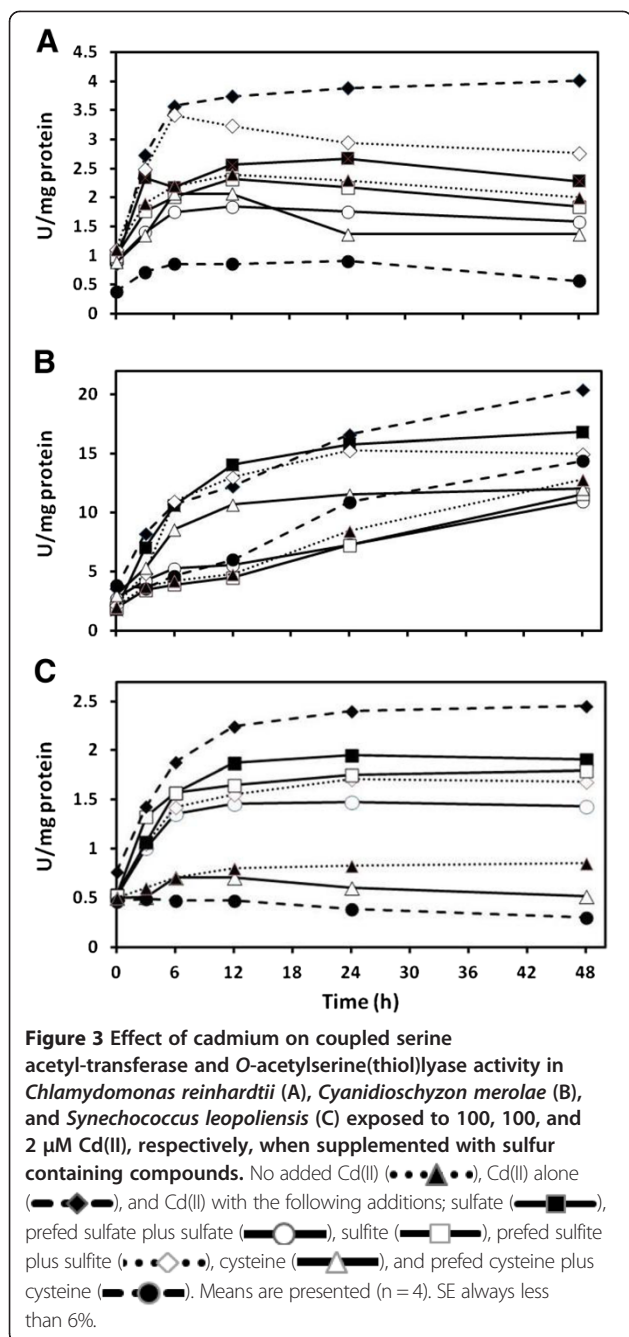 A
4.5
4
3.5
3
2.5
2
1.5
1
0.5
0
U/mg protein
B
20
15
10
5
0
U/mg protein
C
2.5
2
1.5
1
0.5
0
U/mg protein
0 6 12 18 24 30 36 42 48
Time (h)
Figure 3 Effect of cadmium on coupled serine
acetyl-transferase and O-acetylserine(thiol)lyase activity in
Chlamydomonas reinhardtii (A), Cyanidioschyzon merolae (B),
and Synechococcus leopoliensis (C) exposed to 100, 100, and
2 μM Cd(II), respectively, when supplemented with sulfur
containing compounds. No added Cd(II) (), Cd(II) alone
(), and Cd(II) with the following additions; sulfate (),
prefed sulfate plus sulfate (), sulfite (), prefed sulfite
plus sulfite (), cysteine (), and prefed cysteine plus
cysteine (). Means are presented (n = 4). SE always less
than 6%.